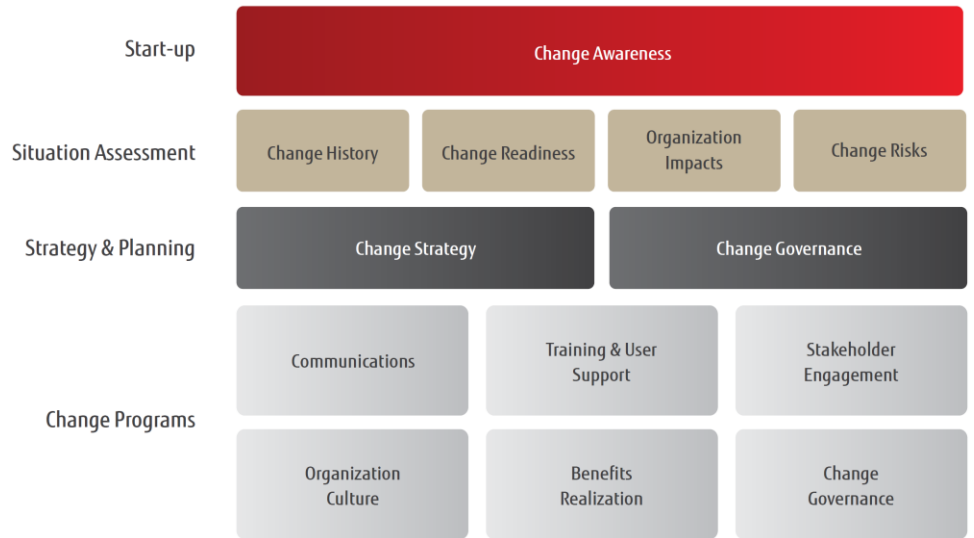 Start-up
Change Awareness
Situation Assessment
Change History
Change Readiness
Organization
Impacts
Change Risks
Strategy & Planning
Change Strategy
Change Governance
Change Programs
Communications
Training & User
Support
Stakeholder
Engagement
Organization
Culture
Benefits
Realization
Change
Governance